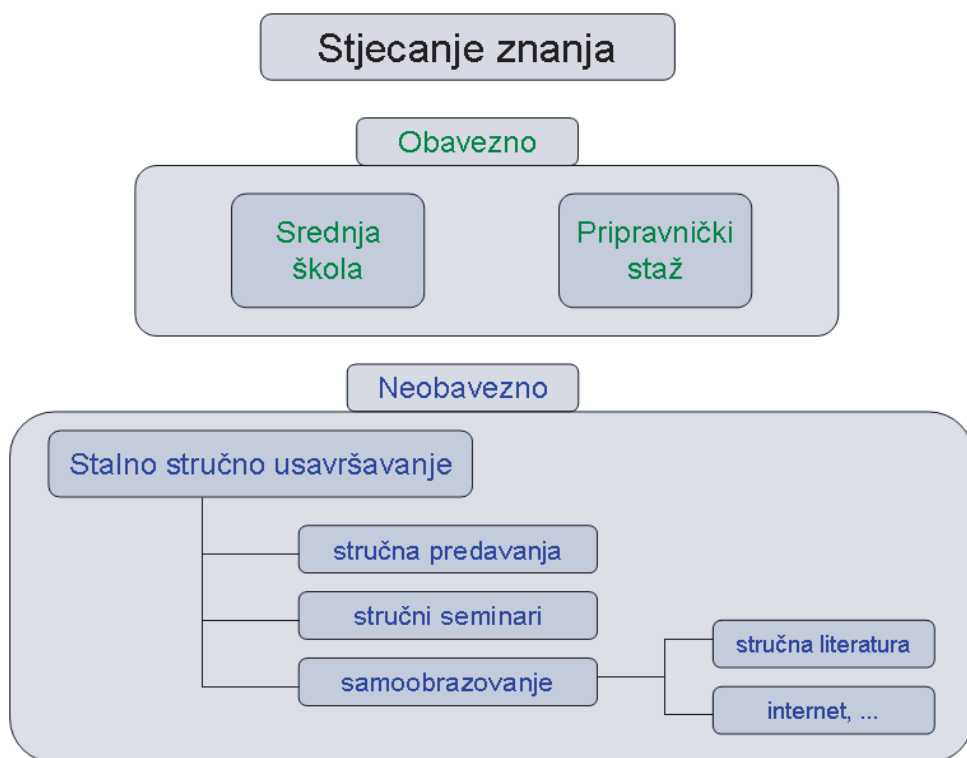 Stjecanje znanja
Obavezno
Srednja
škola
Pripravnički
staž
Neobavezno
Stalno stručno usavršavanje
stručna predavanja
stručni seminari
samoobrazovanje
stručna literatura
internet, ...